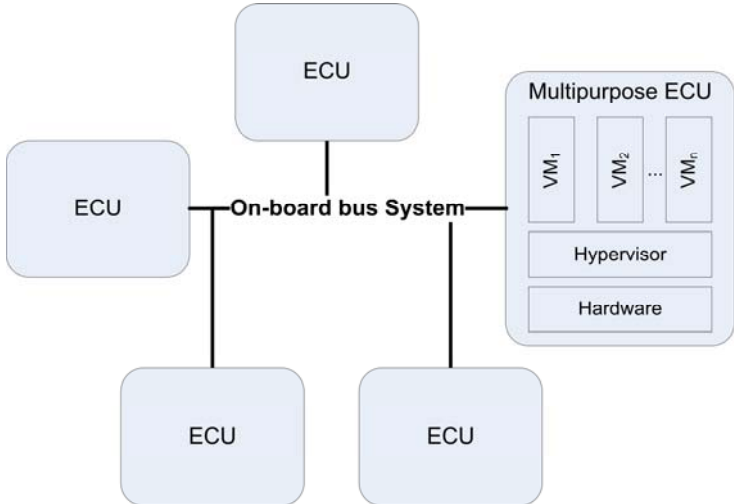 ECU
Multipurpose ECU
VM₁
VM₂
...
VMₙ
ECU
On-board bus System
Hypervisor
Hardware
ECU
ECU